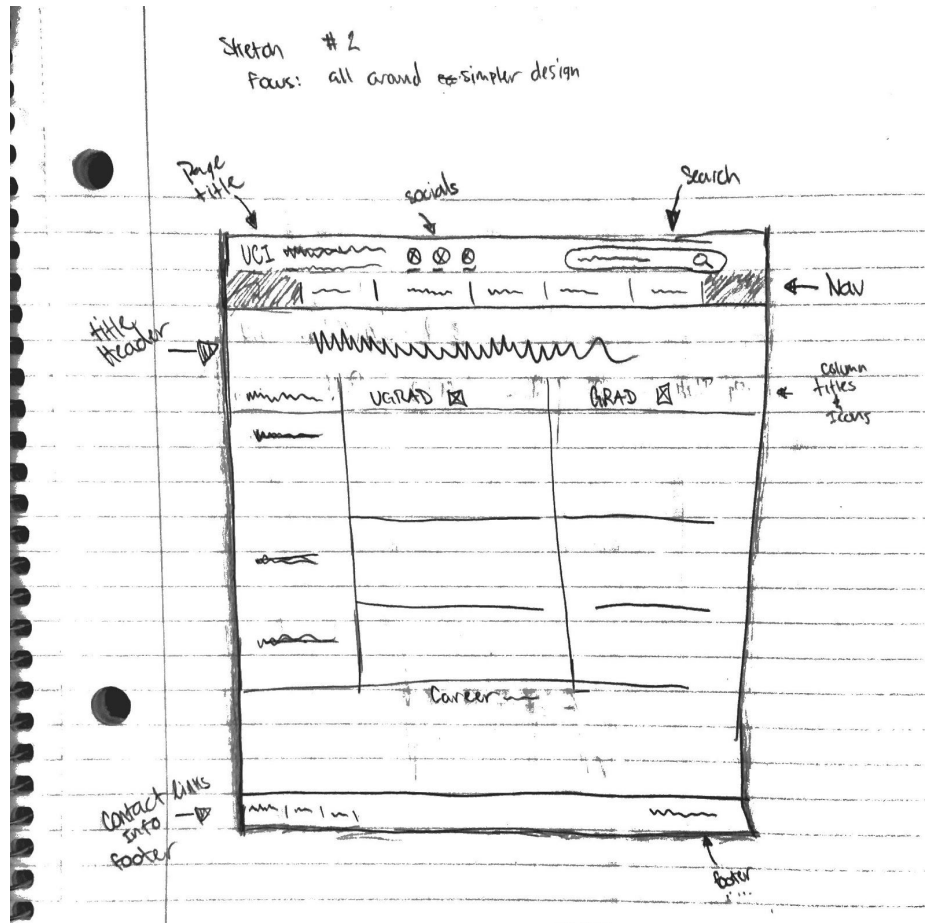 Sketch #2
Focus: all around simpler design
Page title
socials
Search
UCI
Nav
title Header
UGRAD
GRAD
column titles & Icons
Career
Contact Links
Info
footer
footer